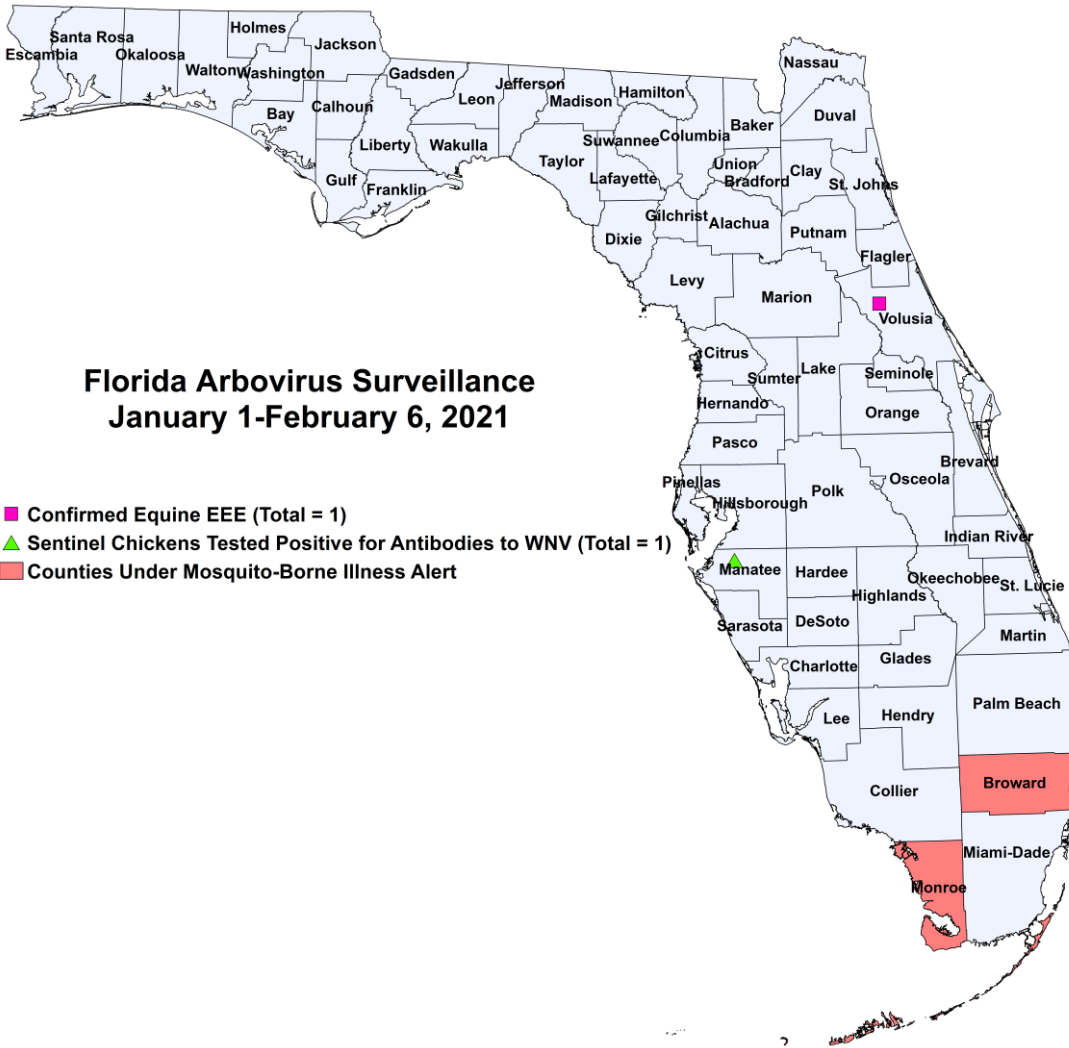 Holmes
Santa Rosa
Jackson
Escambia
Okaloosa
Walton
Washington
Gadsden
Nassau
Jefferson
Hamilton
Leon
Madison
Calhoun
Bay
Duval
Baker
Columbia
Suwannee
Liberty
Wakulla
Taylor
Union
Clay
Lafayette
Bradford
St. Johns
Gulf
Franklin
Gilchrist
Alachua
Putnam
Dixie
Flagler
Levy
Marion
Volusia
Citrus
Lake
Seminole
Sumter
Florida Arbovirus Surveillance
January 1-February 6, 2021
Hernando
Orange
Pasco
Brevard
Osceola
Pinellas
Polk
Hillsborough
Confirmed Equine EEE (Total = 1)
Sentinel Chickens Tested Positive for Antibodies to WNV (Total = 1)
Counties Under Mosquito-Borne Illness Alert
Indian River
Manatee
Hardee
Okeechobee
St. Lucie
Highlands
Sarasota
DeSoto
Martin
Charlotte
Glades
Palm Beach
Lee
Hendry
Broward
Collier
Miami-Dade
Monroe